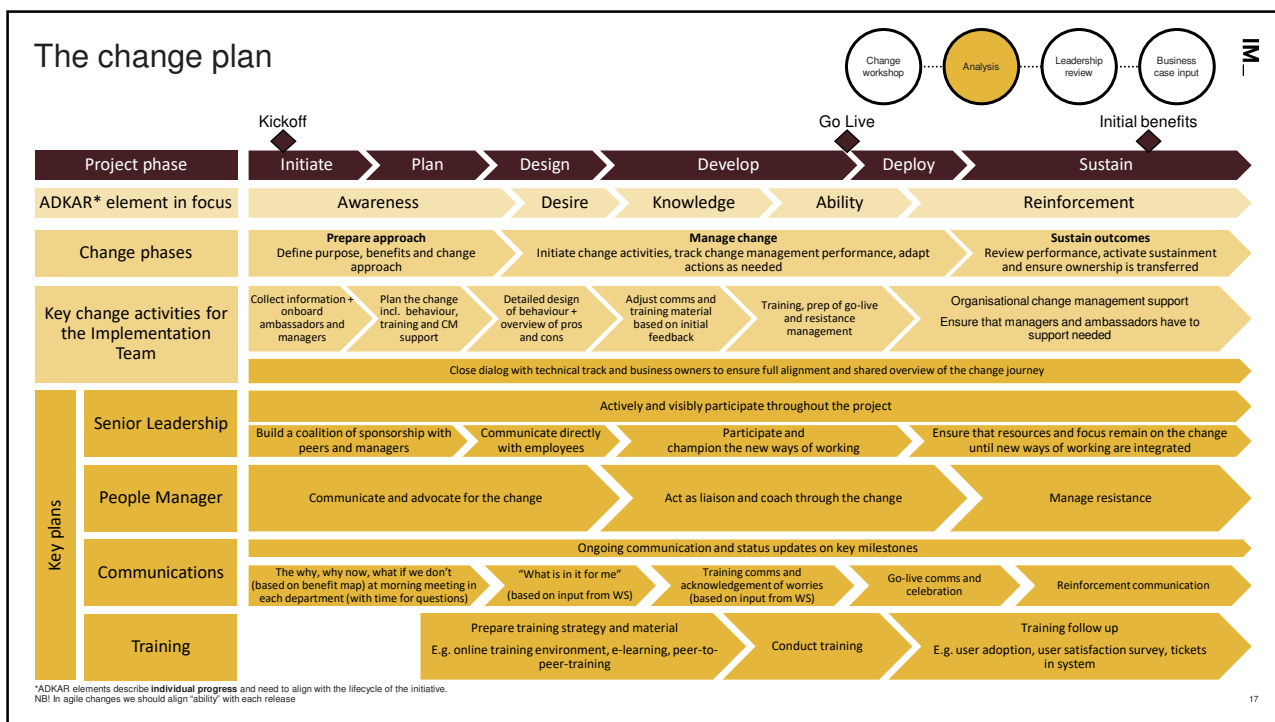 The change plan
Change
workshop
Analysis
Leadership
review
Business
case input
IM_
Kickoff
Go Live
Initial benefits
Project phase
Initiate
Plan
Design
Develop
Deploy
Sustain
ADKAR* element in focus
Awareness
Desire
Knowledge
Ability
Reinforcement
Change phases
Prepare approach
Define purpose, benefits and change
approach
Manage change
Initiate change activities, track change management performance, adapt
actions as needed
Sustain outcomes
Review performance, activate sustainment
and ensure ownership is transferred
Key change activities for
the Implementation
Team
Collect information +
onboard
ambassadors and
managers
Plan the change
incl. behaviour,
training and CM
support
Detailed design
of behaviour +
overview of pros
and cons
Adjust comms and
training material
based on initial
feedback
Training, prep of go-live
and resistance
management
Organisational change management support
Ensure that managers and ambassadors have to
support needed
Close dialog with technical track and business owners to ensure full alignment and shared overview of the change journey
Key plans
Senior Leadership
Actively and visibly participate throughout the project
Build a coalition of sponsorship with
peers and managers
Communicate directly
with employees
Participate and
champion the new ways of working
Ensure that resources and focus remain on the change
until new ways of working are integrated
People Manager
Communicate and advocate for the change
Act as liaison and coach through the change
Manage resistance
Communications
Ongoing communication and status updates on key milestones
The why, why now, what if we don't
(based on benefit map) at morning meeting in
each department (with time for questions)
“What is in it for me”
(based on input from WS)
Training comms and
acknowledgement of worries
(based on input from WS)
Go-live comms and
celebration
Reinforcement communication
Training
Prepare training strategy and material
E.g. online training environment, e-learning, peer-to-
peer-training
Conduct training
Training follow up
E.g. user adoption, user satisfaction survey, tickets
in system
*ADKAR elements describe individual progress and need to align with the lifecycle of the initiative.
NB! In agile changes we should align “ability” with each release
17